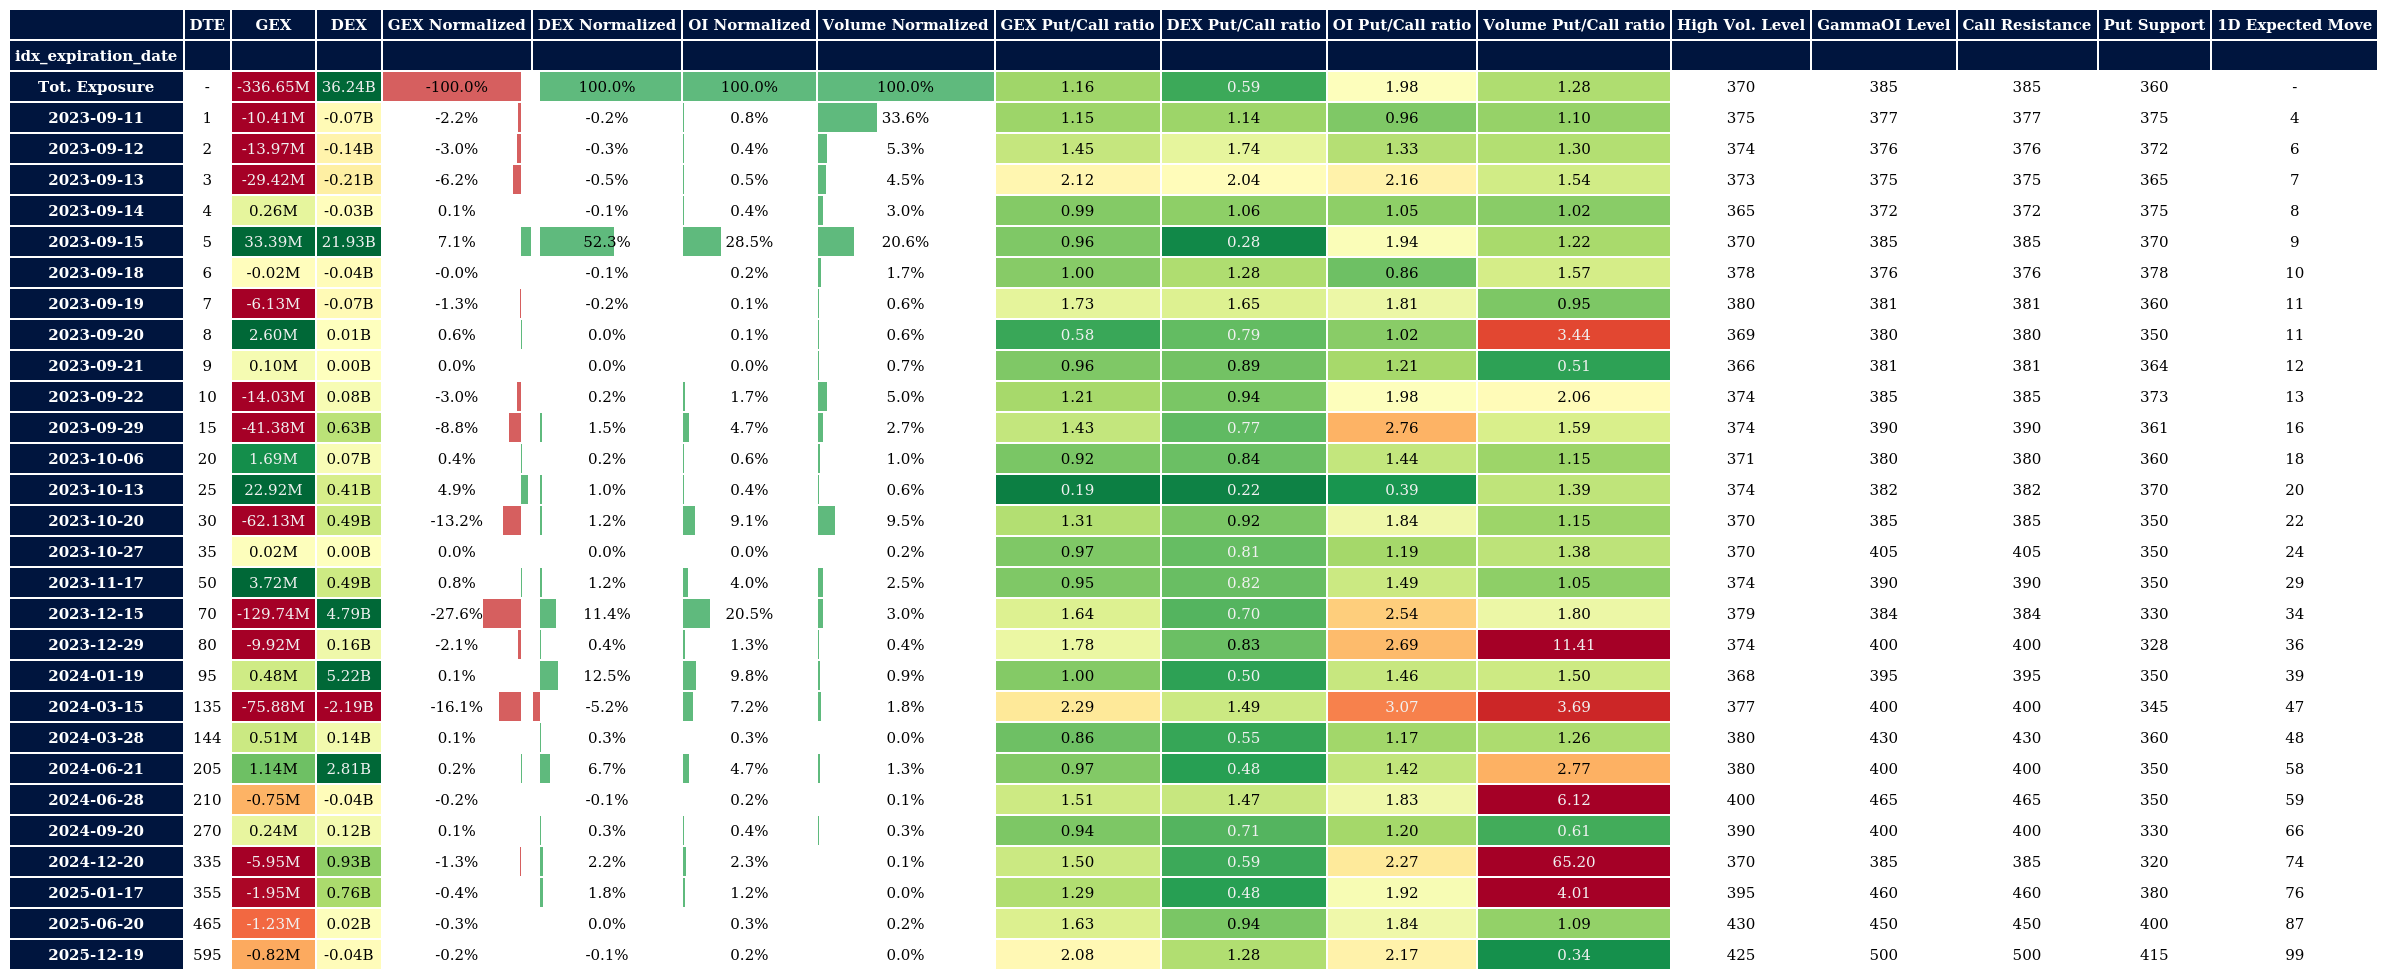 DTE GEX DEX GEX Normalized DEX Normalized OI Normalized Volume Normalized GEX Put/Call ratio DEX Put/Call ratio OI Put/Call ratio Volume Put/Call ratio High Vol. Level GammaOI Level Call Resistance Put Support 1D Expected Move
idx_expiration_date
Tot. Exposure - -336.65M 36.24B -100.0% 100.0% 100.0% 100.0% 1.16 0.59 1.98 1.28 370 385 385 360 -
2023-09-11 1 -10.41M -0.07B -2.2% -0.2% 0.8% 33.6% 1.15 1.14 0.96 1.10 375 377 377 375 4
2023-09-12 2 -13.97M -0.14B -3.0% -0.3% 0.4% 5.3% 1.45 1.74 1.33 1.30 374 376 376 372 6
2023-09-13 3 -29.42M -0.21B -6.2% -0.5% 0.5% 4.5% 2.12 2.04 2.16 1.54 373 375 375 365 7
2023-09-14 4 0.26M -0.03B 0.1% -0.1% 0.4% 3.0% 0.99 1.06 1.05 1.02 365 372 372 375 8
2023-09-15 5 33.39M 21.93B 7.1% 52.3% 28.5% 20.6% 0.96 0.28 1.94 1.22 370 385 385 370 9
2023-09-18 6 -0.02M -0.04B -0.0% -0.1% 0.2% 1.7% 1.00 1.28 0.86 1.57 378 376 376 378 10
2023-09-19 7 -6.13M -0.07B -1.3% -0.2% 0.1% 0.6% 1.73 1.65 1.81 0.95 380 381 381 360 11
2023-09-20 8 2.60M 0.01B 0.6% 0.0% 0.1% 0.6% 0.58 0.79 1.02 3.44 369 380 380 350 11
2023-09-21 9 0.10M 0.00B 0.0% 0.0% 0.0% 0.7% 0.96 0.89 1.21 0.51 366 381 381 364 12
2023-09-22 10 -14.03M 0.08B -3.0% 0.2% 1.7% 5.0% 1.21 0.94 1.98 2.06 374 385 385 373 13
2023-09-29 15 -41.38M 0.63B -8.8% 1.5% 4.7% 2.7% 1.43 0.77 2.76 1.59 374 390 390 361 16
2023-10-06 20 1.69M 0.07B 0.4% 0.2% 0.6% 1.0% 0.92 0.84 1.44 1.15 371 380 380 360 18
2023-10-13 25 22.92M 0.41B 4.9% 1.0% 0.4% 0.6% 0.19 0.22 0.39 1.39 374 382 382 370 20
2023-10-20 30 -62.13M 0.49B -13.2% 1.2% 9.1% 9.5% 1.31 0.92 1.84 1.15 370 385 385 350 22
2023-10-27 35 0.02M 0.00B 0.0% 0.0% 0.0% 0.2% 0.97 0.81 1.19 1.38 370 405 405 350 24
2023-11-17 50 3.72M 0.49B 0.8% 1.2% 4.0% 2.5% 0.95 0.82 1.49 1.05 374 390 390 350 29
2023-12-15 70 -129.74M 4.79B -27.6% 11.4% 20.5% 3.0% 1.64 0.70 2.54 1.80 379 384 384 330 34
2023-12-29 80 -9.92M 0.16B -2.1% 0.4% 1.3% 0.4% 1.78 0.83 2.69 11.41 374 400 400 328 36
2024-01-19 95 0.48M 5.22B 0.1% 12.5% 9.8% 0.9% 1.00 0.50 1.46 1.50 368 395 395 350 39
2024-03-15 135 -75.88M -2.19B -16.1% -5.2% 7.2% 1.8% 2.29 1.49 3.07 3.69 377 400 400 345 47
2024-03-28 144 0.51M 0.14B 0.1% 0.3% 0.3% 0.0% 0.86 0.55 1.17 1.26 380 430 430 360 48
2024-06-21 205 1.14M 2.81B 0.2% 6.7% 4.7% 1.3% 0.97 0.48 1.42 2.77 380 400 400 350 58
2024-06-28 210 -0.75M -0.04B -0.2% -0.1% 0.2% 0.1% 1.51 1.47 1.83 6.12 400 465 465 350 59
2024-09-20 270 0.24M 0.12B 0.1% 0.3% 0.4% 0.3% 0.94 0.71 1.20 0.61 390 400 400 330 66
2024-12-20 335 -5.95M 0.93B -1.3% 2.2% 2.3% 0.1% 1.50 0.59 2.27 65.20 370 385 385 320 74
2025-01-17 355 -1.95M 0.76B -0.4% 1.8% 1.2% 0.0% 1.29 0.48 1.92 4.01 395 460 460 380 76
2025-06-20 465 -1.23M 0.02B -0.3% 0.0% 0.3% 0.2% 1.63 0.94 1.84 1.09 430 450 450 400 87
2025-12-19 595 -0.82M -0.04B -0.2% -0.1% 0.2% 0.0% 2.08 1.28 2.17 0.34 425 500 500 415 99